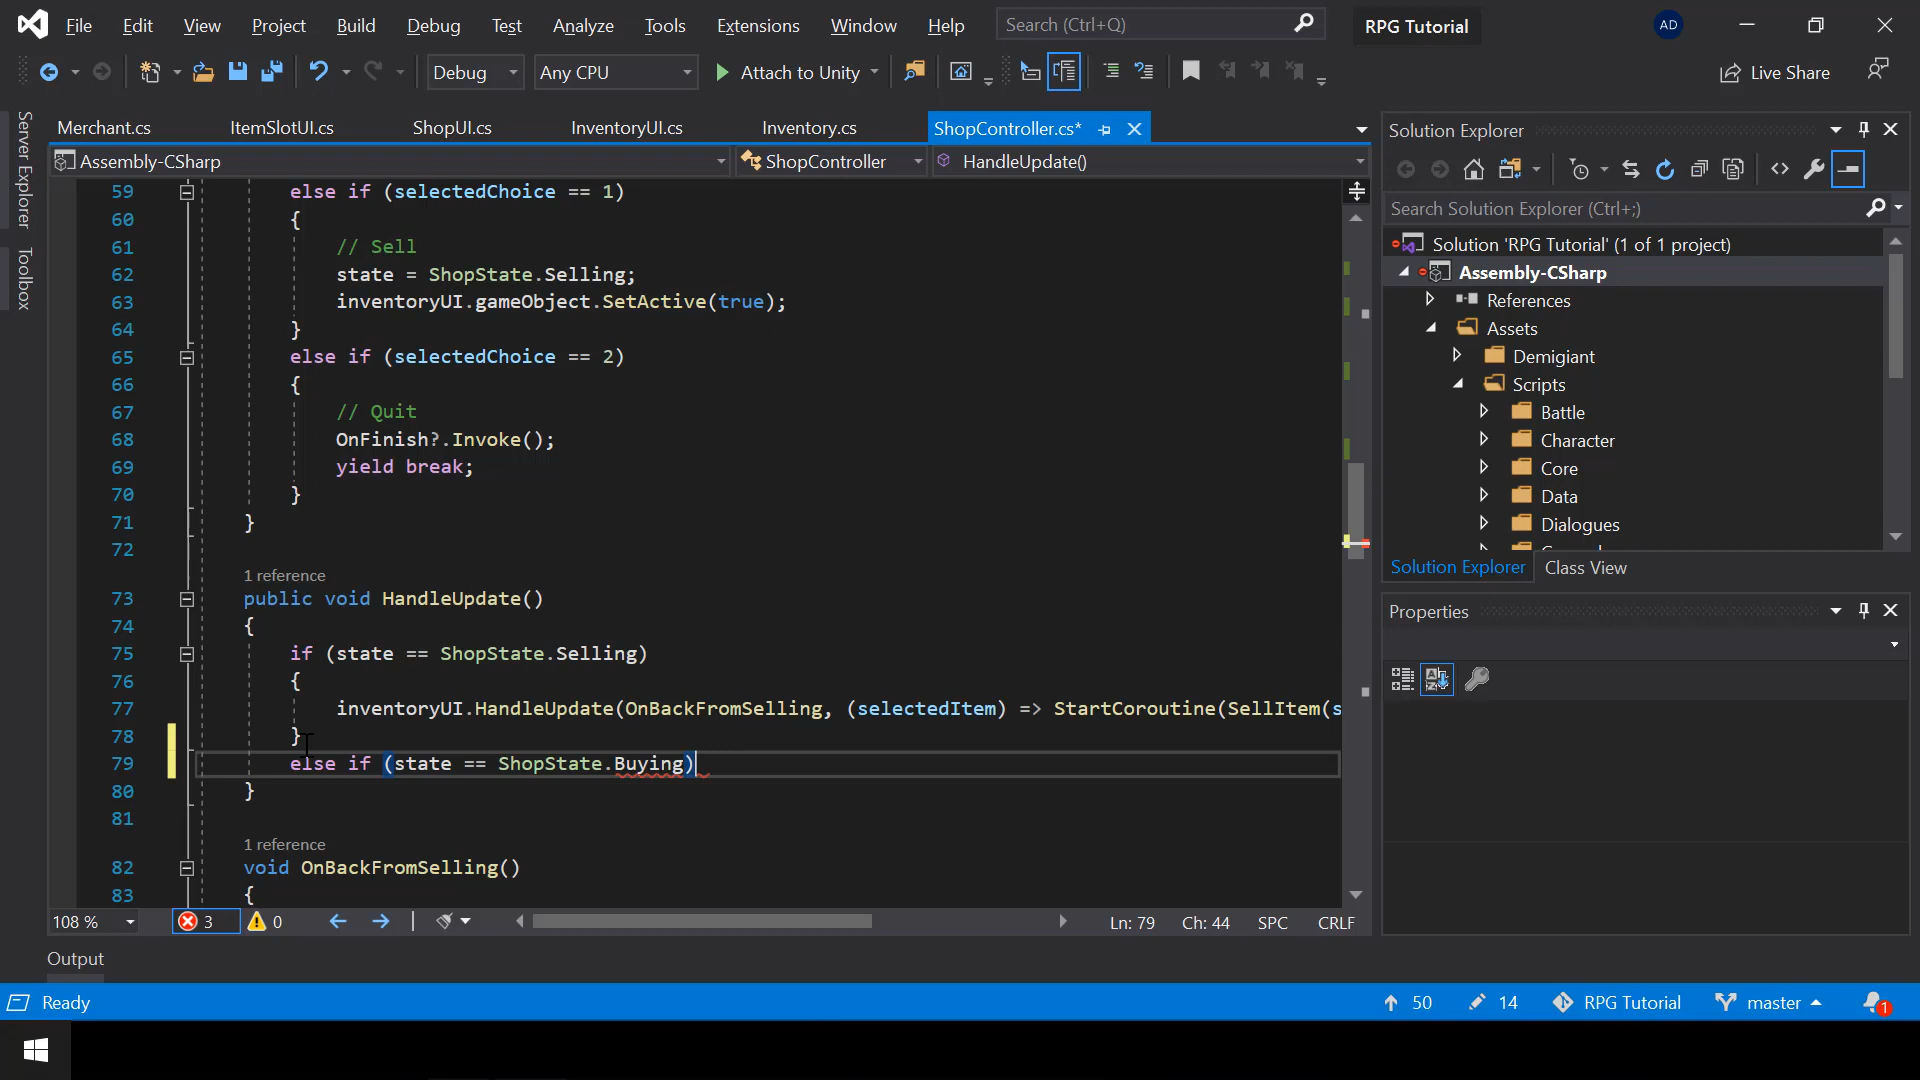 File Edit View Project Build Debug Test Analyze Tools Extensions Window Help Search (Ctrl+Q) RPG Tutorial AD
Debug Any CPU Attach to Unity Live Share
Server Explorer
Toolbox
Merchant.cs ItemSlotUI.cs ShopUI.cs InventoryUI.cs Inventory.cs ShopController.cs*
Assembly-CSharp ShopController HandleUpdate()
59 else if (selectedChoice == 1)
60 {
61 // Sell
62 state = ShopState.Selling;
63 inventoryUI.gameObject.SetActive(true);
64 }
65 else if (selectedChoice == 2)
66 {
67 // Quit
68 OnFinish?.Invoke();
69 yield break;
70 }
71 }
72
1 reference
73 public void HandleUpdate()
74 {
75 if (state == ShopState.Selling)
76 {
77 inventoryUI.HandleUpdate(OnBackFromSelling, (selectedItem) => StartCoroutine(SellItem(s
78 }
79 else if (state == ShopState.Buying)
80 }
81
1 reference
82 void OnBackFromSelling()
83 {
108 % 3 0 Ln: 79 Ch: 44 SPC CRLF
Output
Ready 50 14 RPG Tutorial master 1
Solution Explorer
Search Solution Explorer (Ctrl+;)
Solution 'RPG Tutorial' (1 of 1 project)
Assembly-CSharp
References
Assets
Demigiant
Scripts
Battle
Character
Core
Data
Dialogues
Solution Explorer Class View
Properties